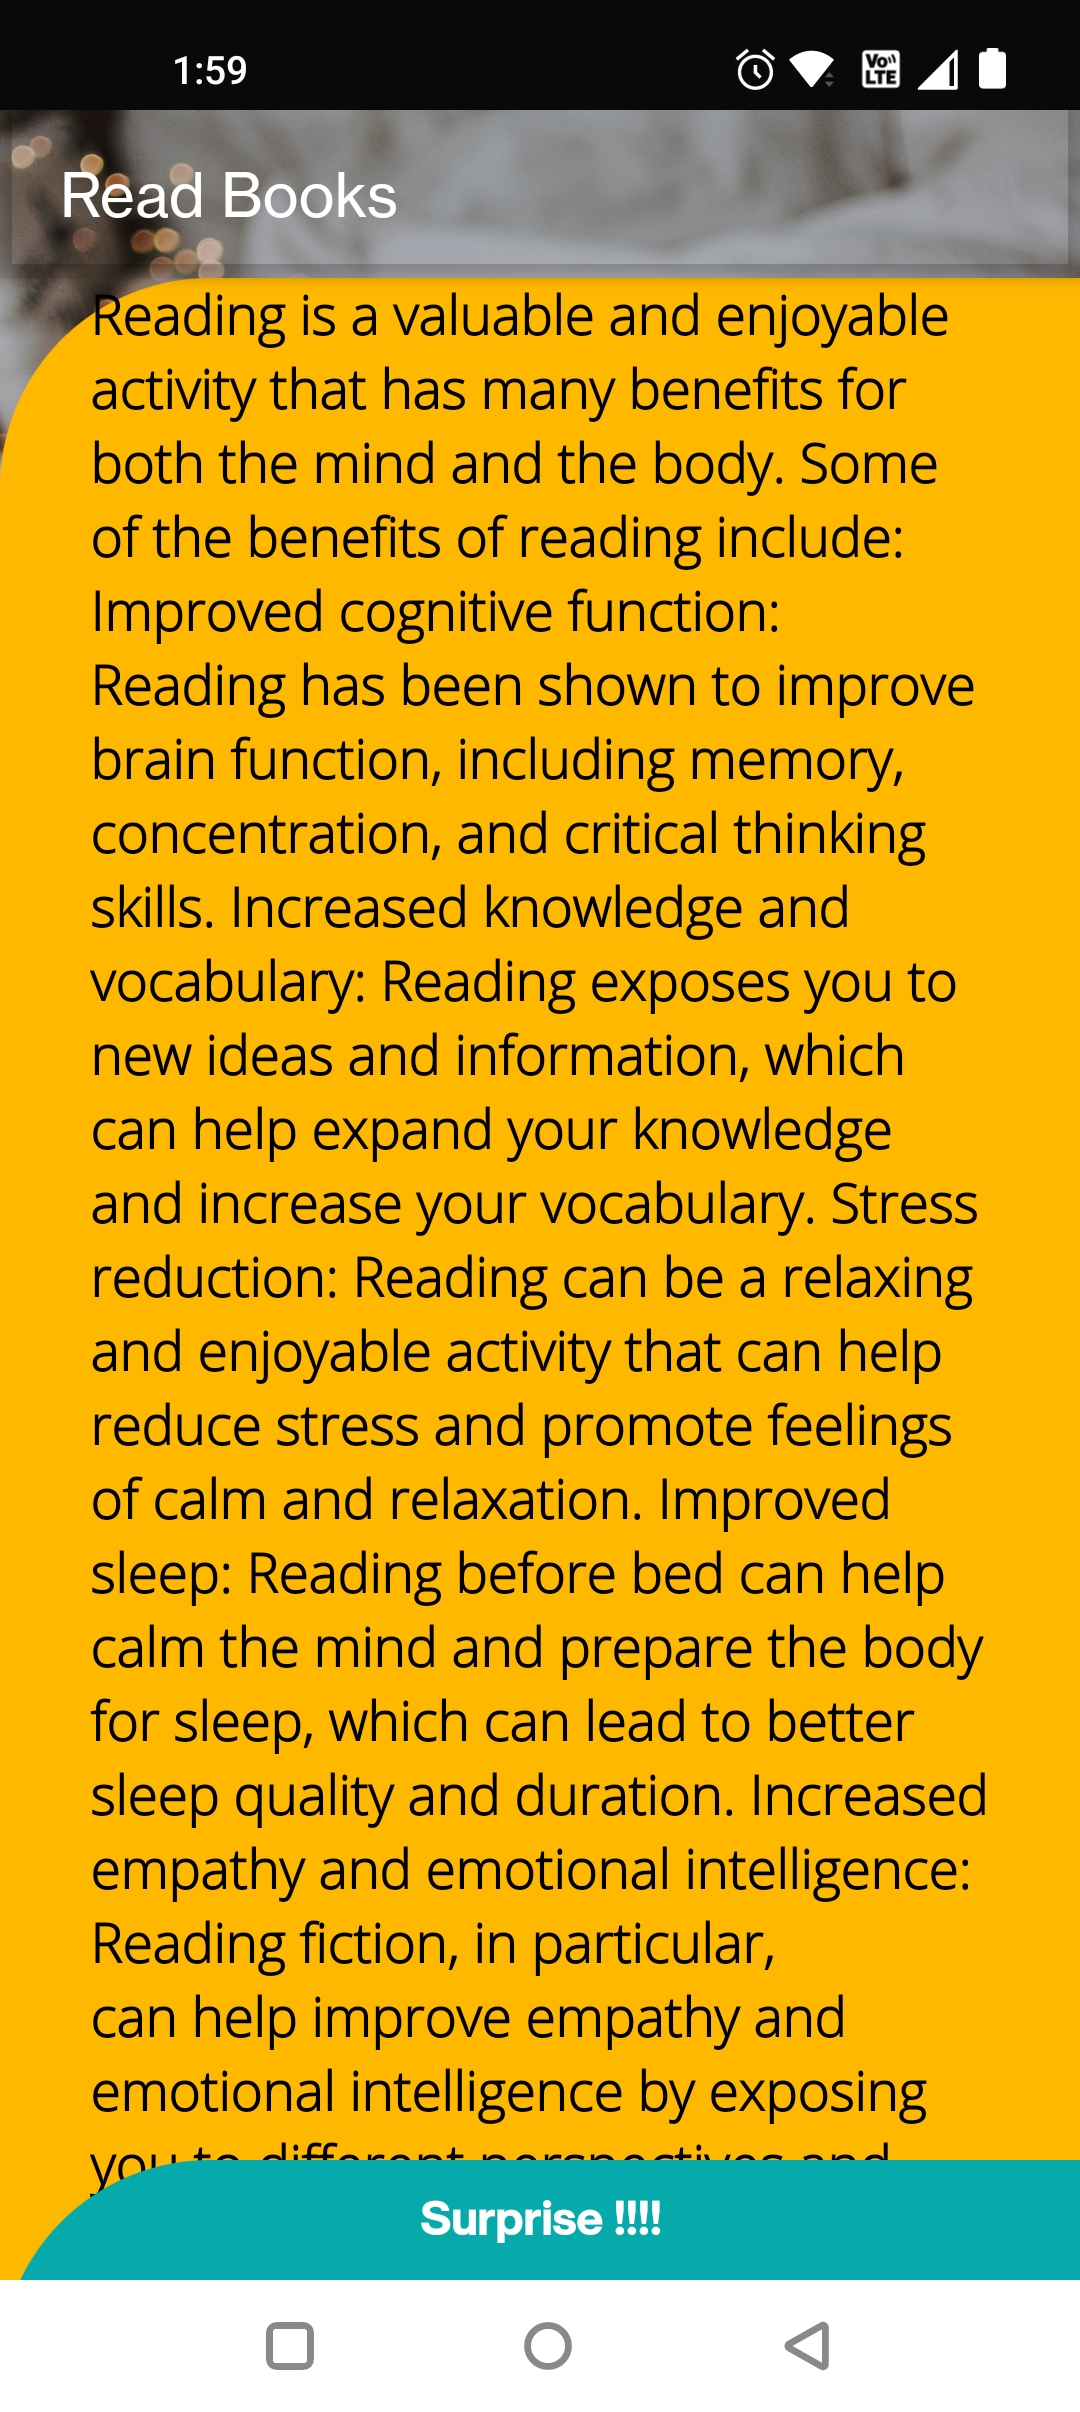 1:59
Vo LTE
Read Books
Reading is a valuable and enjoyable
activity that has many benefits for
both the mind and the body. Some
of the benefits of reading include:
Improved cognitive function:
Reading has been shown to improve
brain function, including memory,
concentration, and critical thinking
skills. Increased knowledge and
vocabulary: Reading exposes you to
new ideas and information, which
can help expand your knowledge
and increase your vocabulary. Stress
reduction: Reading can be a relaxing
and enjoyable activity that can help
reduce stress and promote feelings
of calm and relaxation. Improved
sleep: Reading before bed can help
calm the mind and prepare the body
for sleep, which can lead to better
sleep quality and duration. Increased
empathy and emotional intelligence:
Reading fiction, in particular,
can help improve empathy and
emotional intelligence by exposing
you to different perspectives and
Surprise !!!!